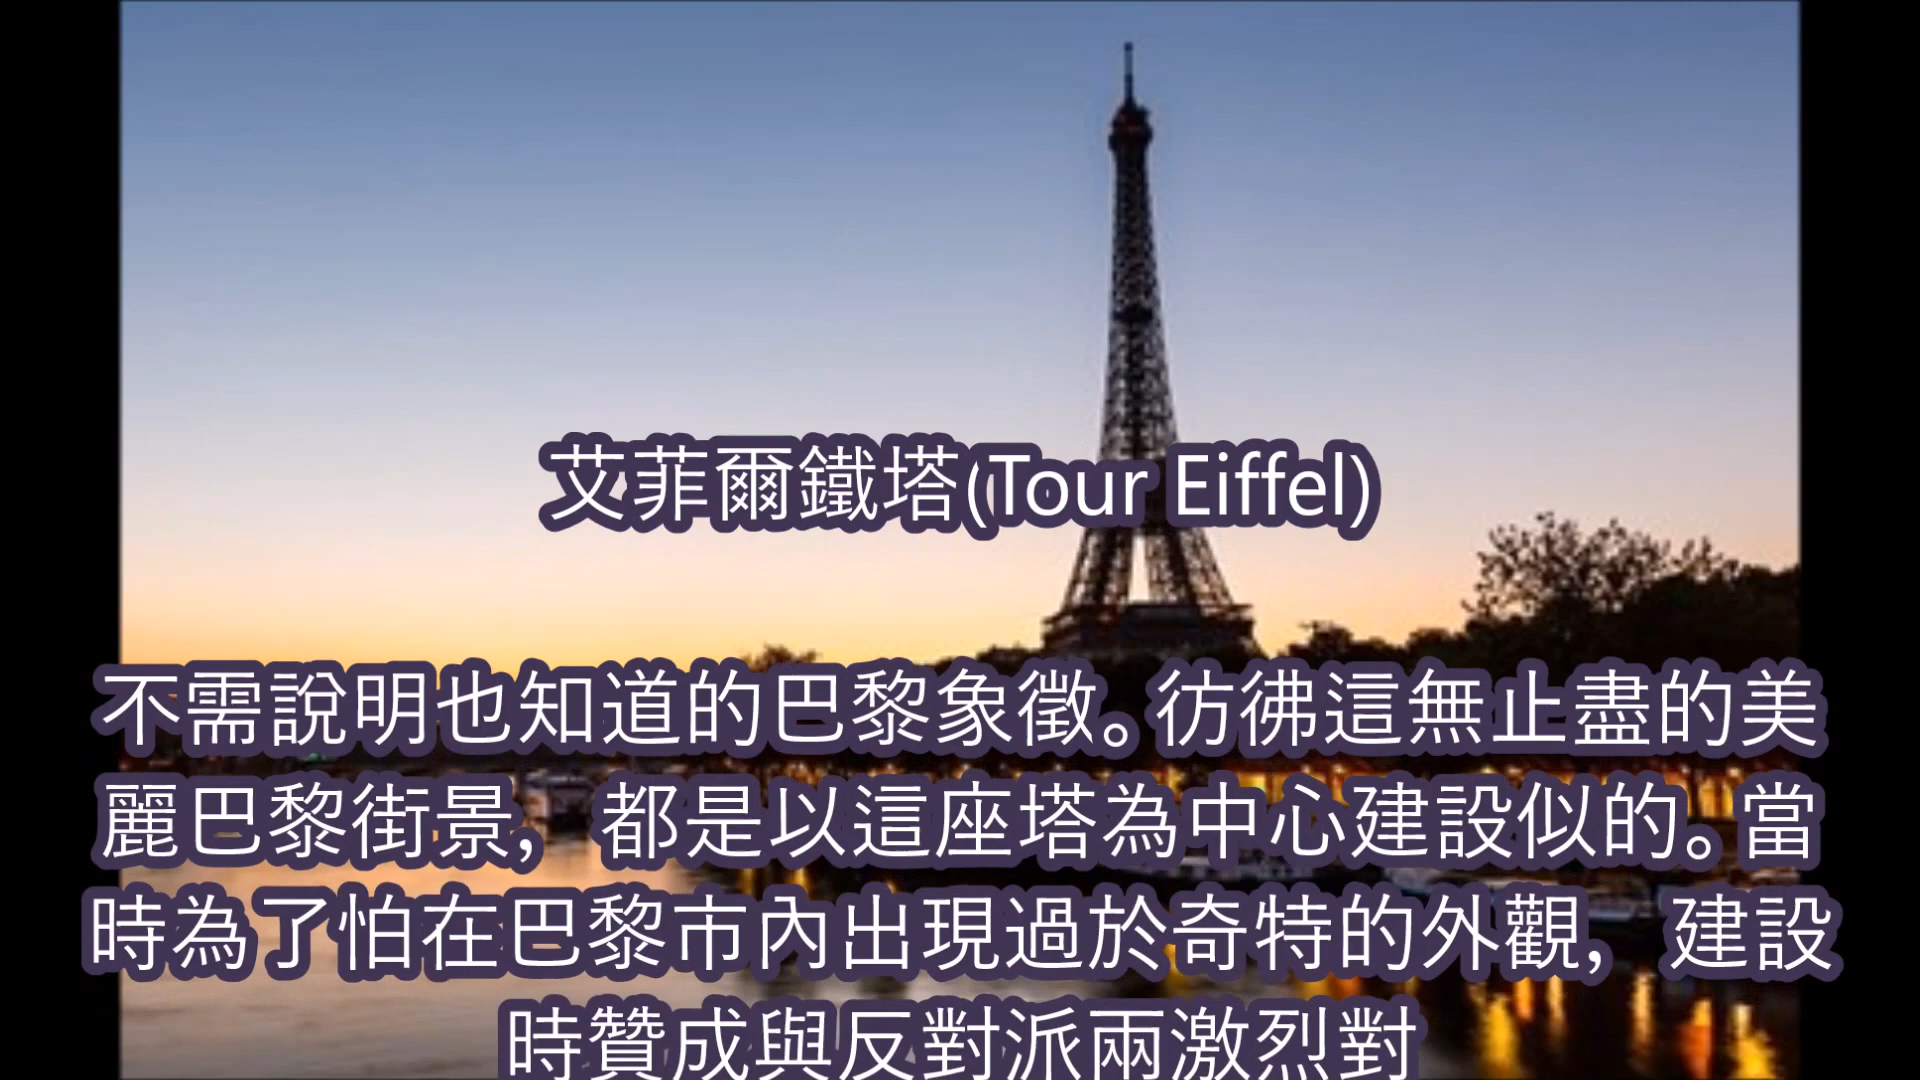 艾菲爾鐵塔(Tour Eiffel)
不需說明也知道的巴黎象徵。彷彿這無止盡的美
麗巴黎街景，都是以這座塔為中心建設似的。當
時為了怕在巴黎市內出現過於奇特的外觀，建設
時贊成與反對派兩激烈對